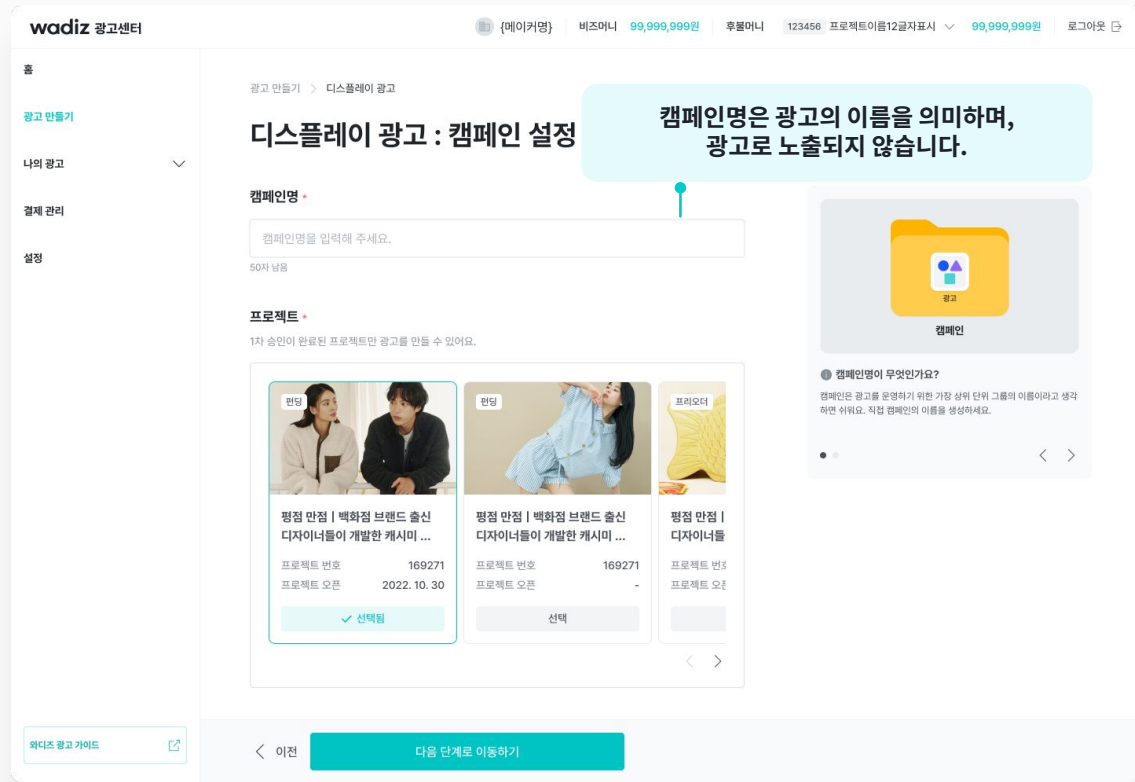 wadiz 광고센터
{메이커명} 비즈머니 99,999,999원 후불머니 123456 프로젝트이름12글자표시 99,999,999원 로그아웃
홈
광고 만들기
나의 광고
결제 관리
설정
와디즈 광고 가이드
광고 만들기 > 디스플레이 광고
디스플레이 광고 : 캠페인 설정
캠페인명은 광고의 이름을 의미하며,
광고로 노출되지 않습니다.
캠페인명 •
캠페인명을 입력해 주세요.
50자 남음
프로젝트 •
1차 승인이 완료된 프로젝트만 광고를 만들 수 있어요.
펀딩
평점 만점 | 백화점 브랜드 출신
디자이너들이 개발한 캐시미 ...
프로젝트 번호 169271
프로젝트 오픈 2022. 10. 30
선택됨
펀딩
평점 만점 | 백화점 브랜드 출신
디자이너들이 개발한 캐시미 ...
프로젝트 번호 169271
프로젝트 오픈 -
선택
프리오더
평점 만점 |
디자이너들
프로젝트 번호
프로젝트 오픈
광고
캠페인
캠페인명이 무엇인가요?
캠페인은 광고를 운영하기 위한 가장 상위 단위 그룹의 이름이라고 생각
하면 쉬워요. 직접 캠페인의 이름을 생성하세요.
이전
다음 단계로 이동하기